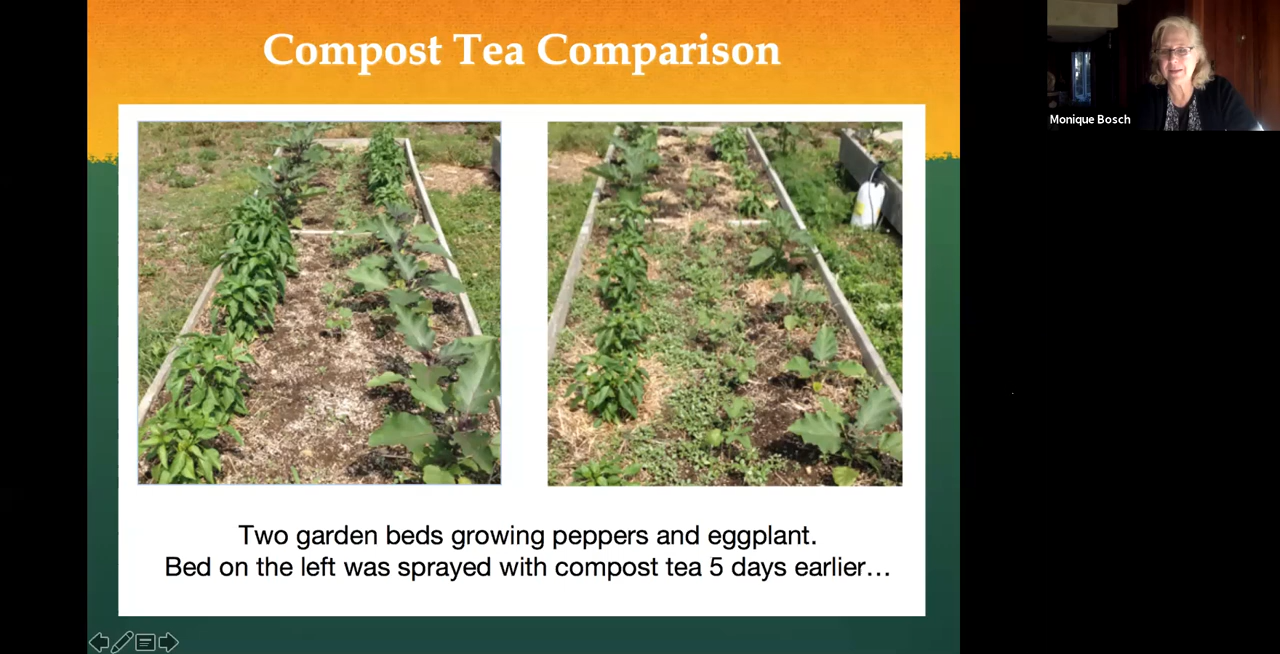 Compost Tea Comparison
Monique Bosch
Two garden beds growing peppers and eggplant.
Bed on the left was sprayed with compost tea 5 days earlier…